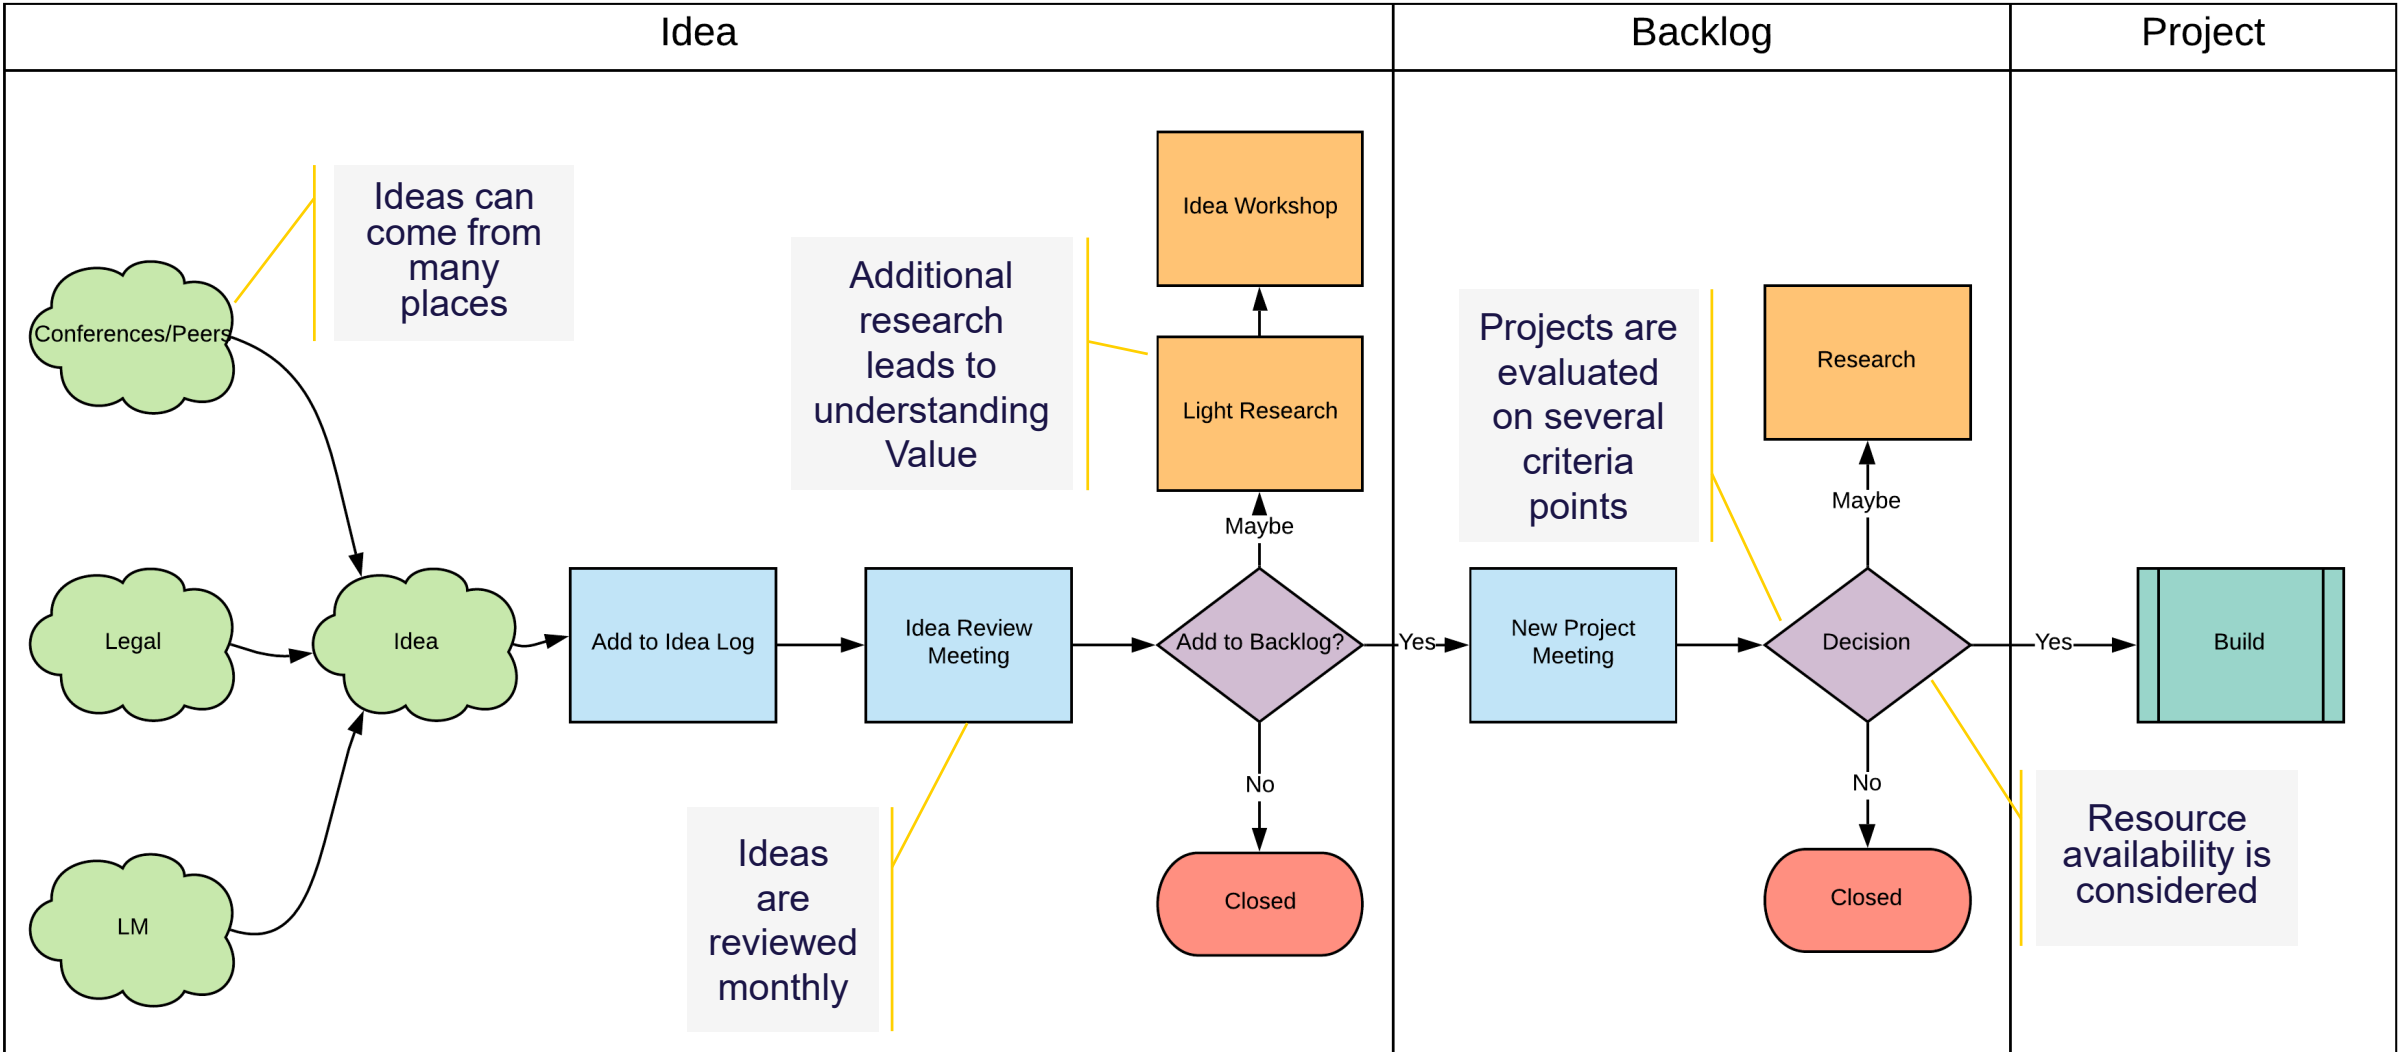 Idea
Backlog
Project
Ideas can
come from
many
places
Conferences/Peers
Legal
LM
Idea
Add to Idea Log
Idea Review
Meeting
Ideas
are
reviewed
monthly
Additional
research
leads to
understanding
Value
Idea Workshop
Light Research
Maybe
Add to Backlog?
No
Closed
Yes
New Project
Meeting
Projects are
evaluated
on several
criteria
points
Research
Maybe
Decision
No
Closed
Yes
Build
Resource
availability is
considered